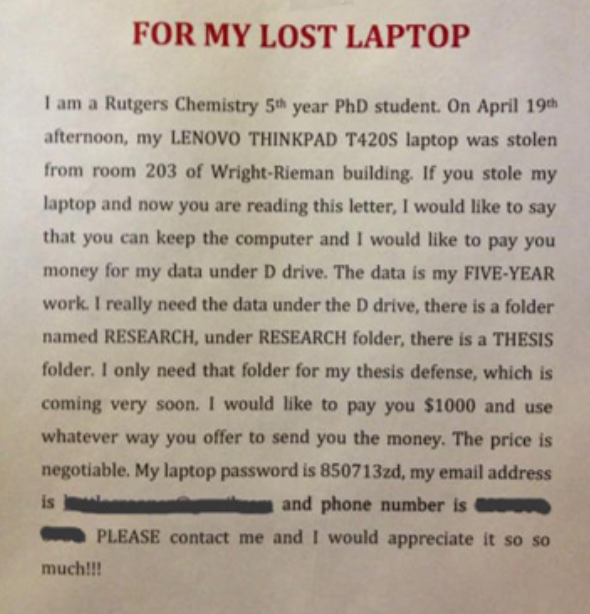 FOR MY LOST LAPTOP
I am a Rutgers Chemistry 5th year PhD student. On April 19th
afternoon, my LENOVO THINKPAD T420S laptop was stolen
from room 203 of Wright-Rieman building. If you stole my
laptop and now you are reading this letter, I would like to say
that you can keep the computer and I would like to pay you
money for my data under D drive. The data is my FIVE-YEAR
work. I really need the data under the D drive, there is a folder
named RESEARCH, under RESEARCH folder, there is a THESIS
folder. I only need that folder for my thesis defense, which is
coming very soon. I would like to pay you $1000 and use
whatever way you offer to send you the money. The price is
negotiable. My laptop password is 850713zd, my email address
is and phone number is
PLEASE contact me and I would appreciate it so so
much!!!